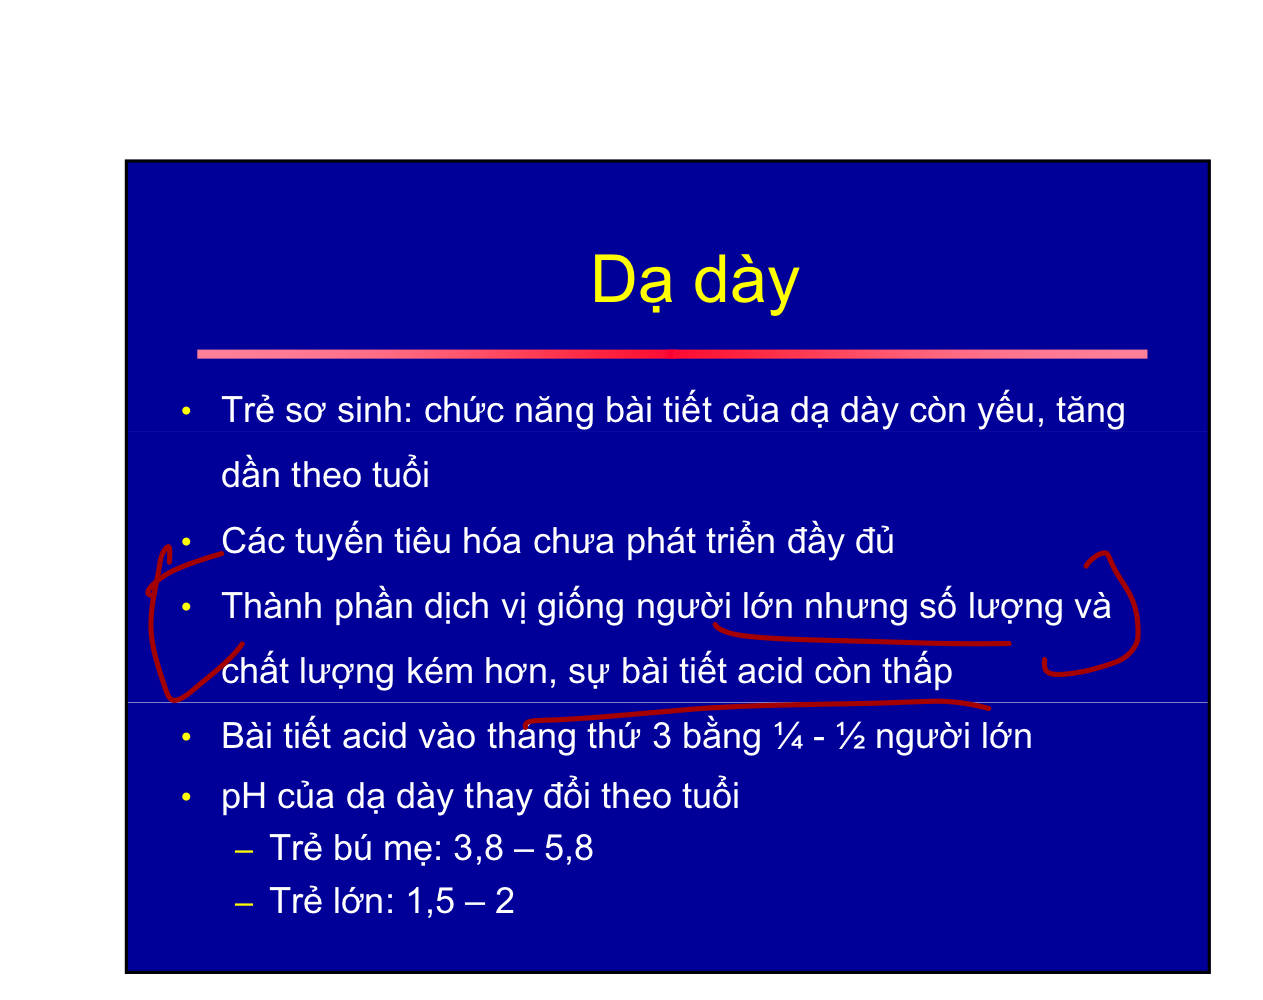 Dạ dày
• Trẻ sơ sinh: chức năng bài tiết của dạ dày còn yếu, tăng
dần theo tuổi
• Các tuyến tiêu hóa chưa phát triển đầy đủ
• Thành phần dịch vị giống người lớn nhưng số lượng và
chất lượng kém hơn, sự bài tiết acid còn thấp
• Bài tiết acid vào tháng thứ 3 bằng ¼ - ½ người lớn
• pH của dạ dày thay đổi theo tuổi
– Trẻ bú mẹ: 3,8 – 5,8
– Trẻ lớn: 1,5 – 2